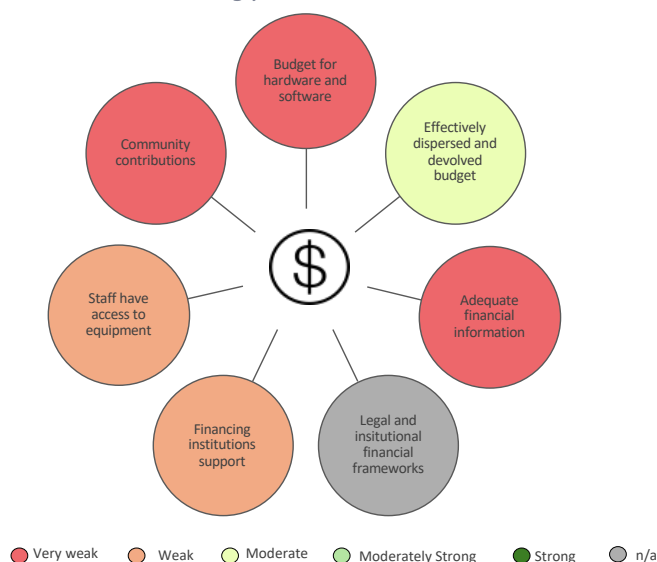 Budget for
hardware and
software
Effectively
dispersed and
devolved
budget
Community
contributions
$
Staff have
access to
equipment
Adequate
financial
information
Financing
institutions
support
Legal and
insitutional
financial
frameworks
Very weak
Weak
Moderate
Moderately Strong
Strong
n/a